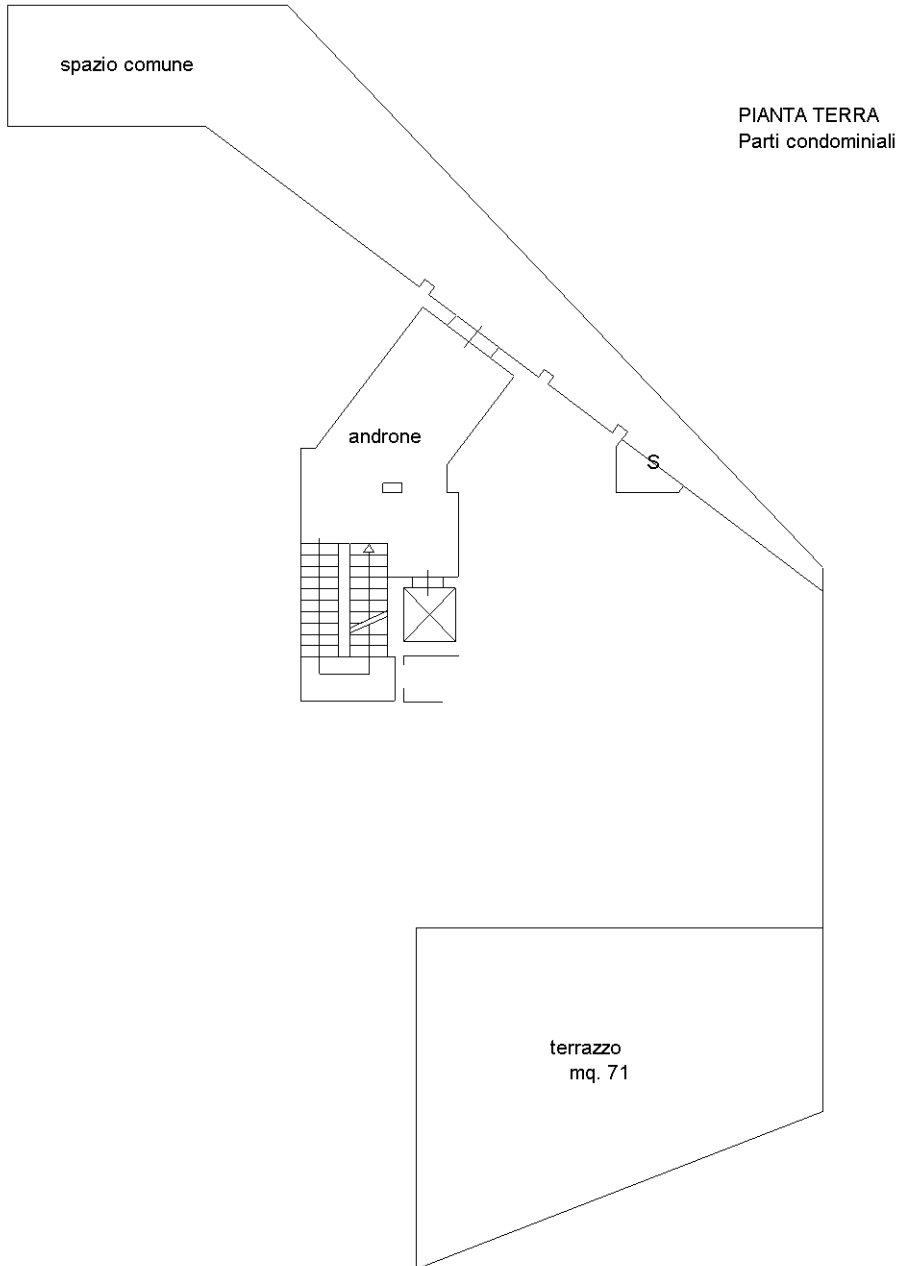 spazio comune
PIANTA TERRA
Parti condominiali
androne
S
terrazzo
mq. 71